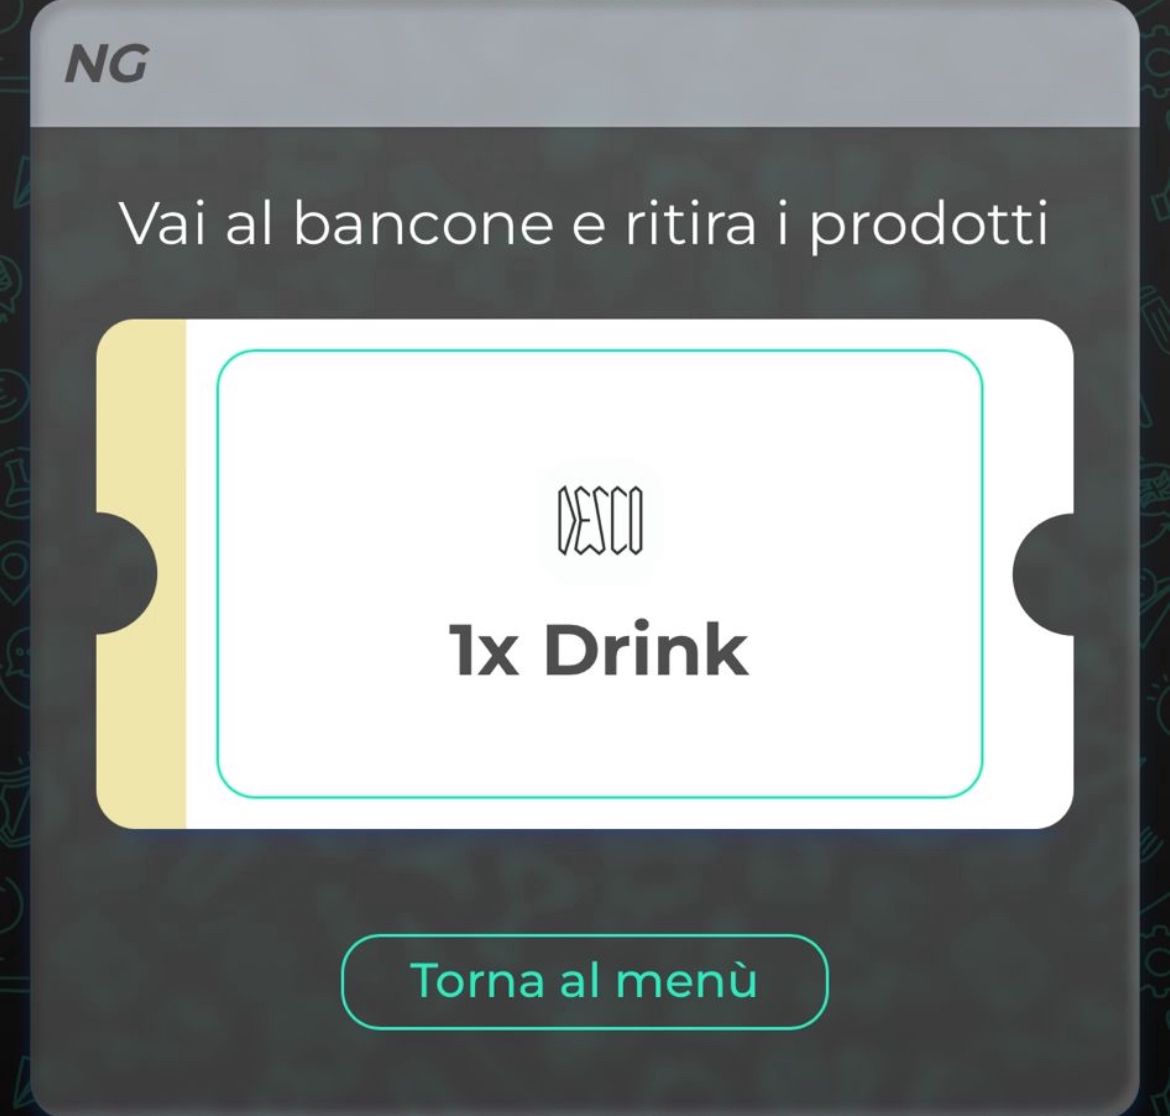 NG
Vai al bancone e ritira i prodotti
DESCO
1x Drink
Torna al menù